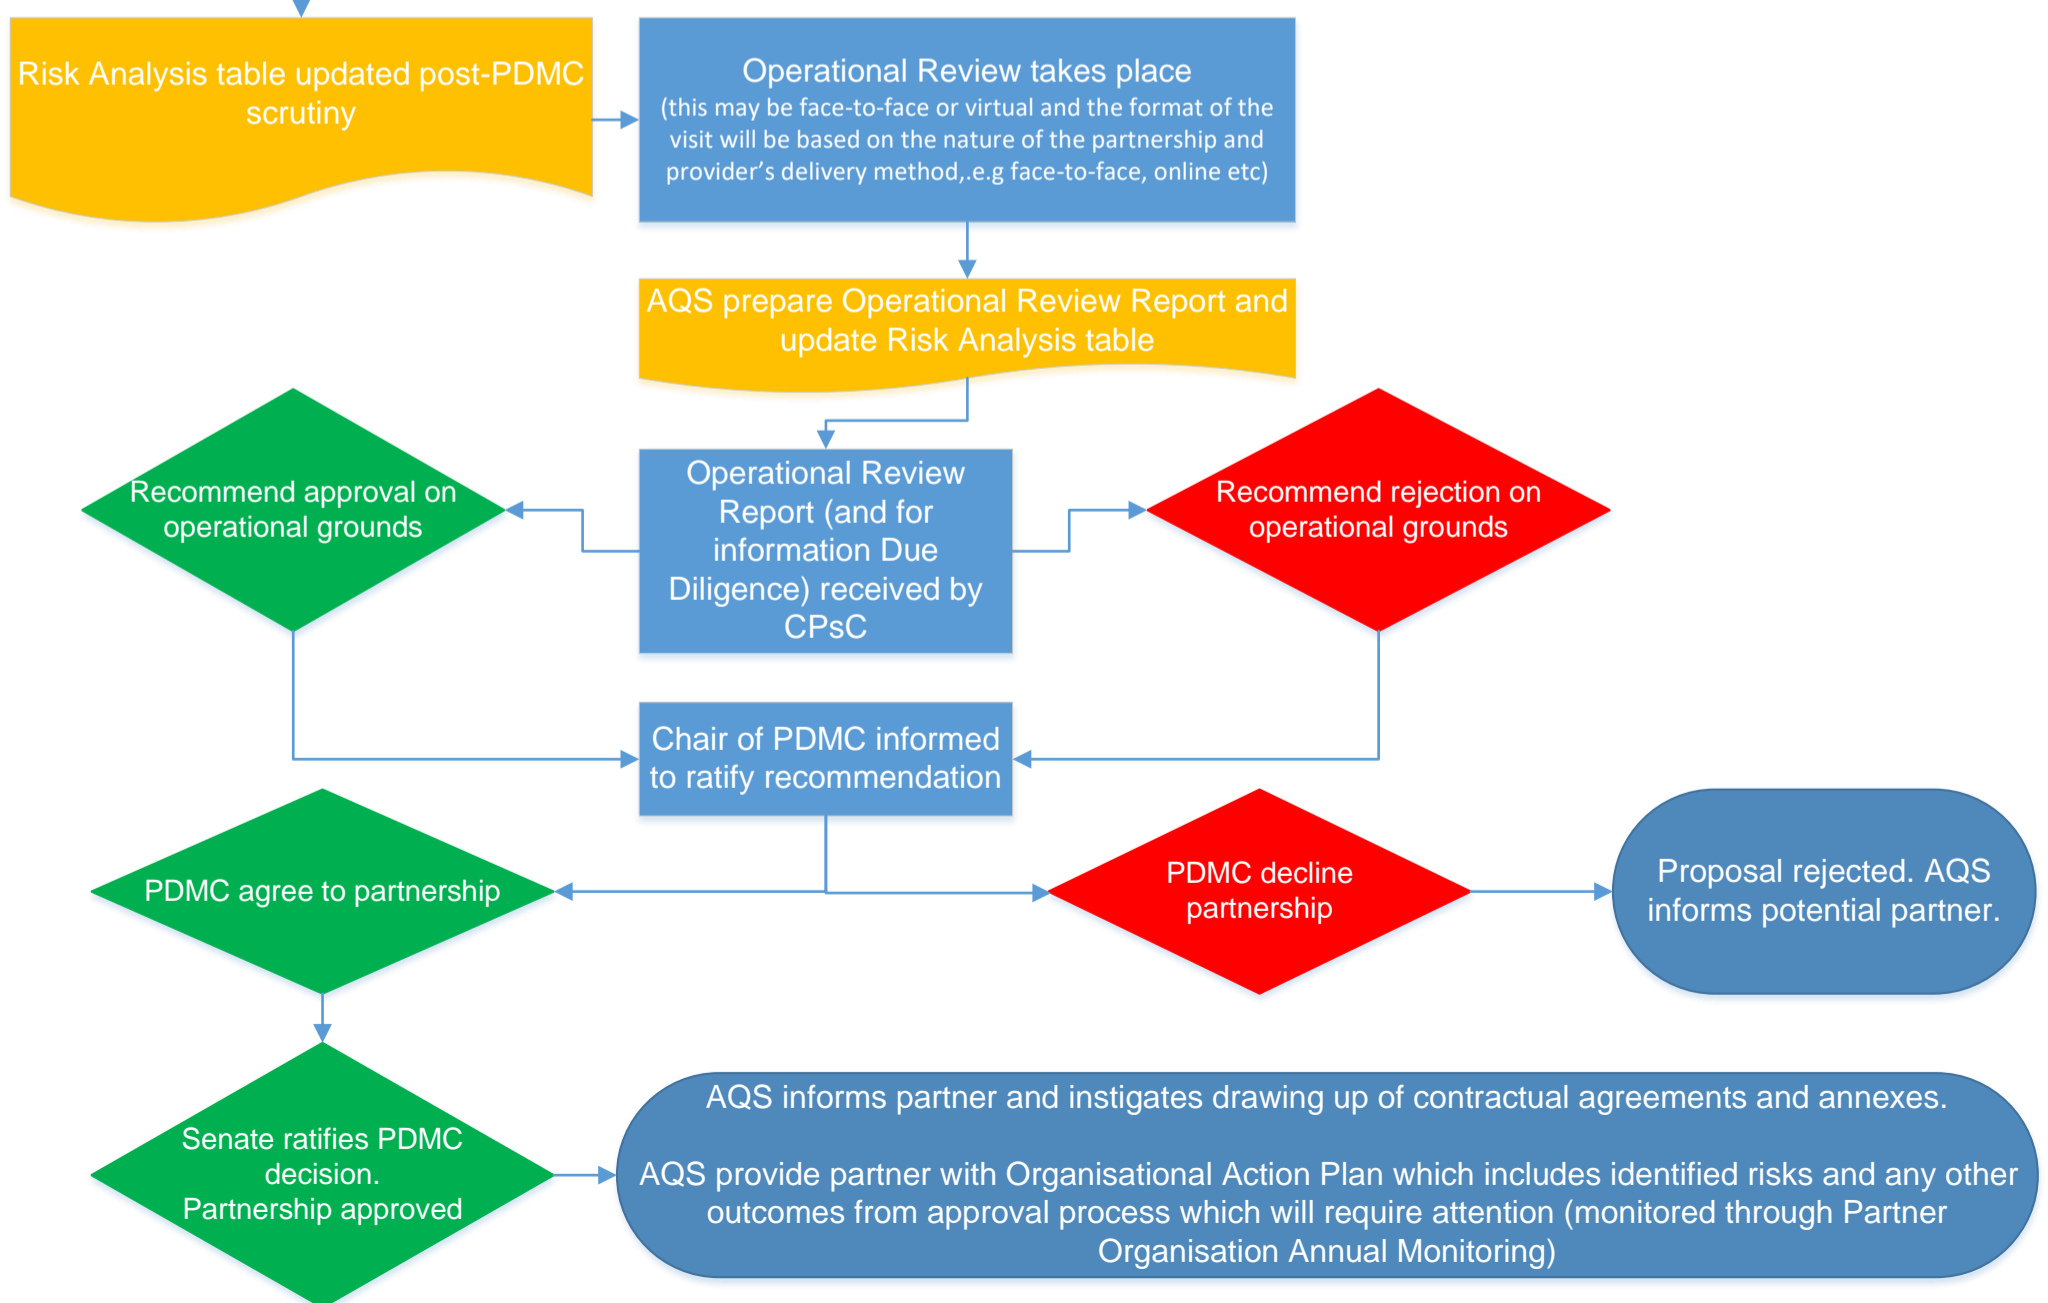 Risk Analysis table updated post-PDMC
scrutiny
Operational Review takes place
(this may be face-to-face or virtual and the format of the
visit will be based on the nature of the partnership and
provider’s delivery method,.e.g face-to-face, online etc)
AQS prepare Operational Review Report and
update Risk Analysis table
Recommend approval on
operational grounds
Operational Review
Report (and for
information Due
Diligence) received by
CPsC
Recommend rejection on
operational grounds
Chair of PDMC informed
to ratify recommendation
PDMC agree to partnership
PDMC decline
partnership
Proposal rejected. AQS
informs potential partner.
Senate ratifies PDMC
decision.
Partnership approved
AQS informs partner and instigates drawing up of contractual agreements and annexes.
AQS provide partner with Organisational Action Plan which includes identified risks and any other
outcomes from approval process which will require attention (monitored through Partner
Organisation Annual Monitoring)